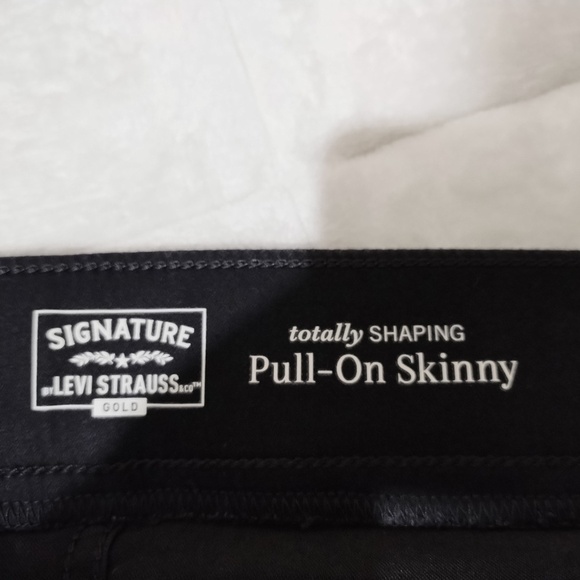 SIGNATURE
BY LEVI STRAUSS & CO™
GOLD
totally SHAPING
Pull-On Skinny